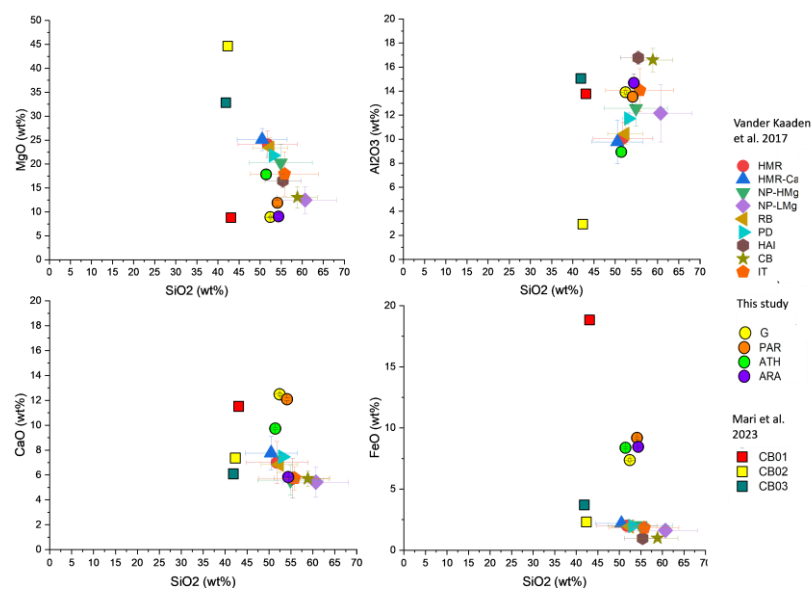 50
45
40
35
30
25
20
15
10
5
0
MgO (wt%)
0 5 10 15 20 25 30 35 40 45 50 55 60 65 70
SiO2 (wt%)
20
18
16
14
12
10
8
6
4
2
0
Al2O3 (wt%)
0 5 10 15 20 25 30 35 40 45 50 55 60 65 70
SiO2 (wt%)
20
18
16
14
12
10
8
6
4
2
0
CaO (wt%)
0 5 10 15 20 25 30 35 40 45 50 55 60 65 70
SiO2 (wt%)
20
15
10
5
0
FeO (wt%)
0 5 10 15 20 25 30 35 40 45 50 55 60 65 70
SiO2 (wt%)
Vander Kaaden
et al. 2017
HMR
HMR-Ca
NP-HMg
NP-LMg
RB
PD
HAI
CB
IT
This study
G
PAR
ATH
ARA
Mari et al.
2023
CB01
CB02
CB03